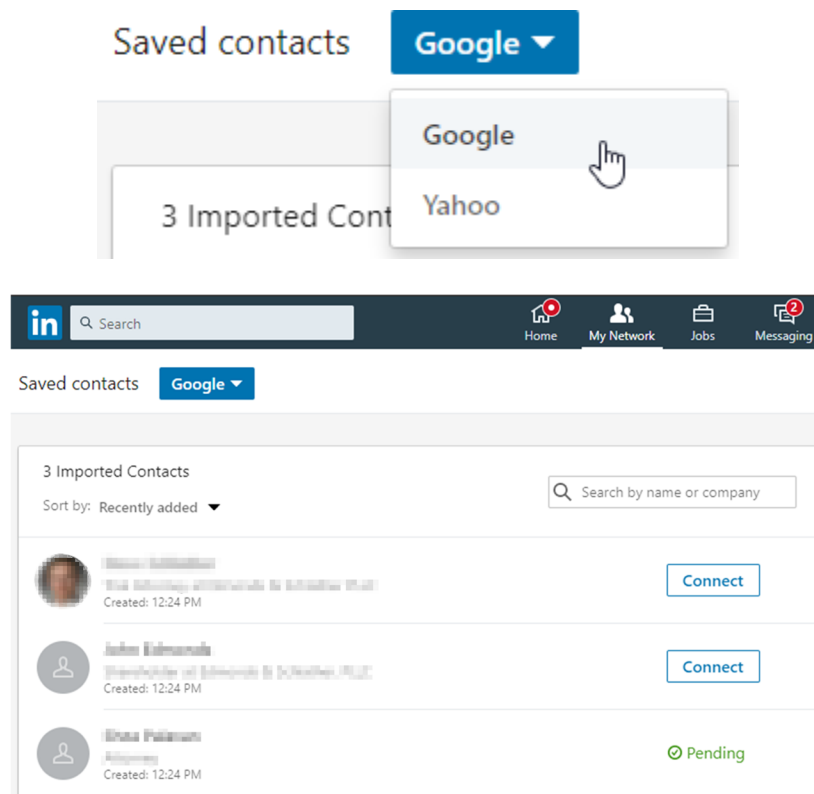 Saved contacts Google
Google
Yahoo
3 Imported Cont
in Search Home My Network Jobs 2 Messaging
Saved contacts Google
3 Imported Contacts
Sort by: Recently added
Search by name or company
Created: 12:24 PM
Connect
Created: 12:24 PM
Connect
Created: 12:24 PM
Pending